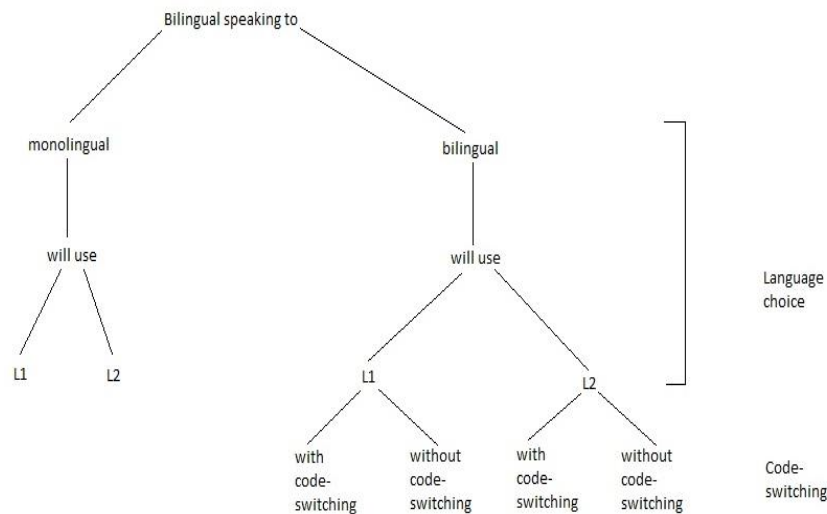 Bilingual speaking to
monolingual
bilingual
will use
will use
Language
choice
L1
L2
L1
L2
with
code-
switching
without
code-
switching
with
code-
switching
without
code-
switching
Code-
switching